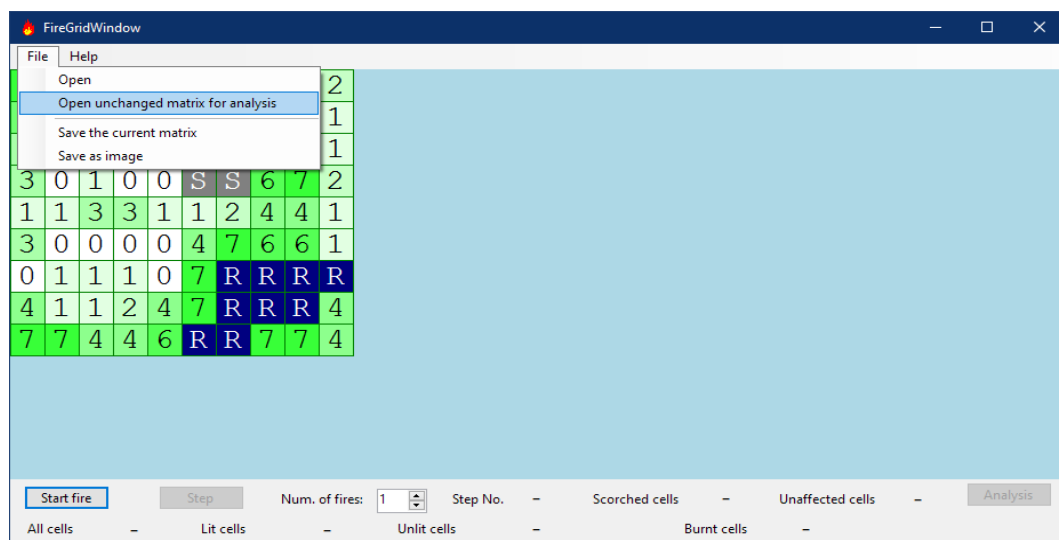 FireGridWindow
File Help
Open
2
Open unchanged matrix for analysis
1
Save the current matrix
Save as image
1
3 0 1 0 0 S S 6 7 2
1 1 3 3 1 1 2 4 4 1
3 0 0 0 0 4 7 6 6 1
0 1 1 1 0 7 R R R R
4 1 1 2 4 7 R R R 4
7 7 4 4 6 R R 7 7 4
Start fire Step Num. of fires: 1 Step No. – Scorched cells – Unaffected cells – Analysis
All cells – Lit cells – Unlit cells – Burnt cells –